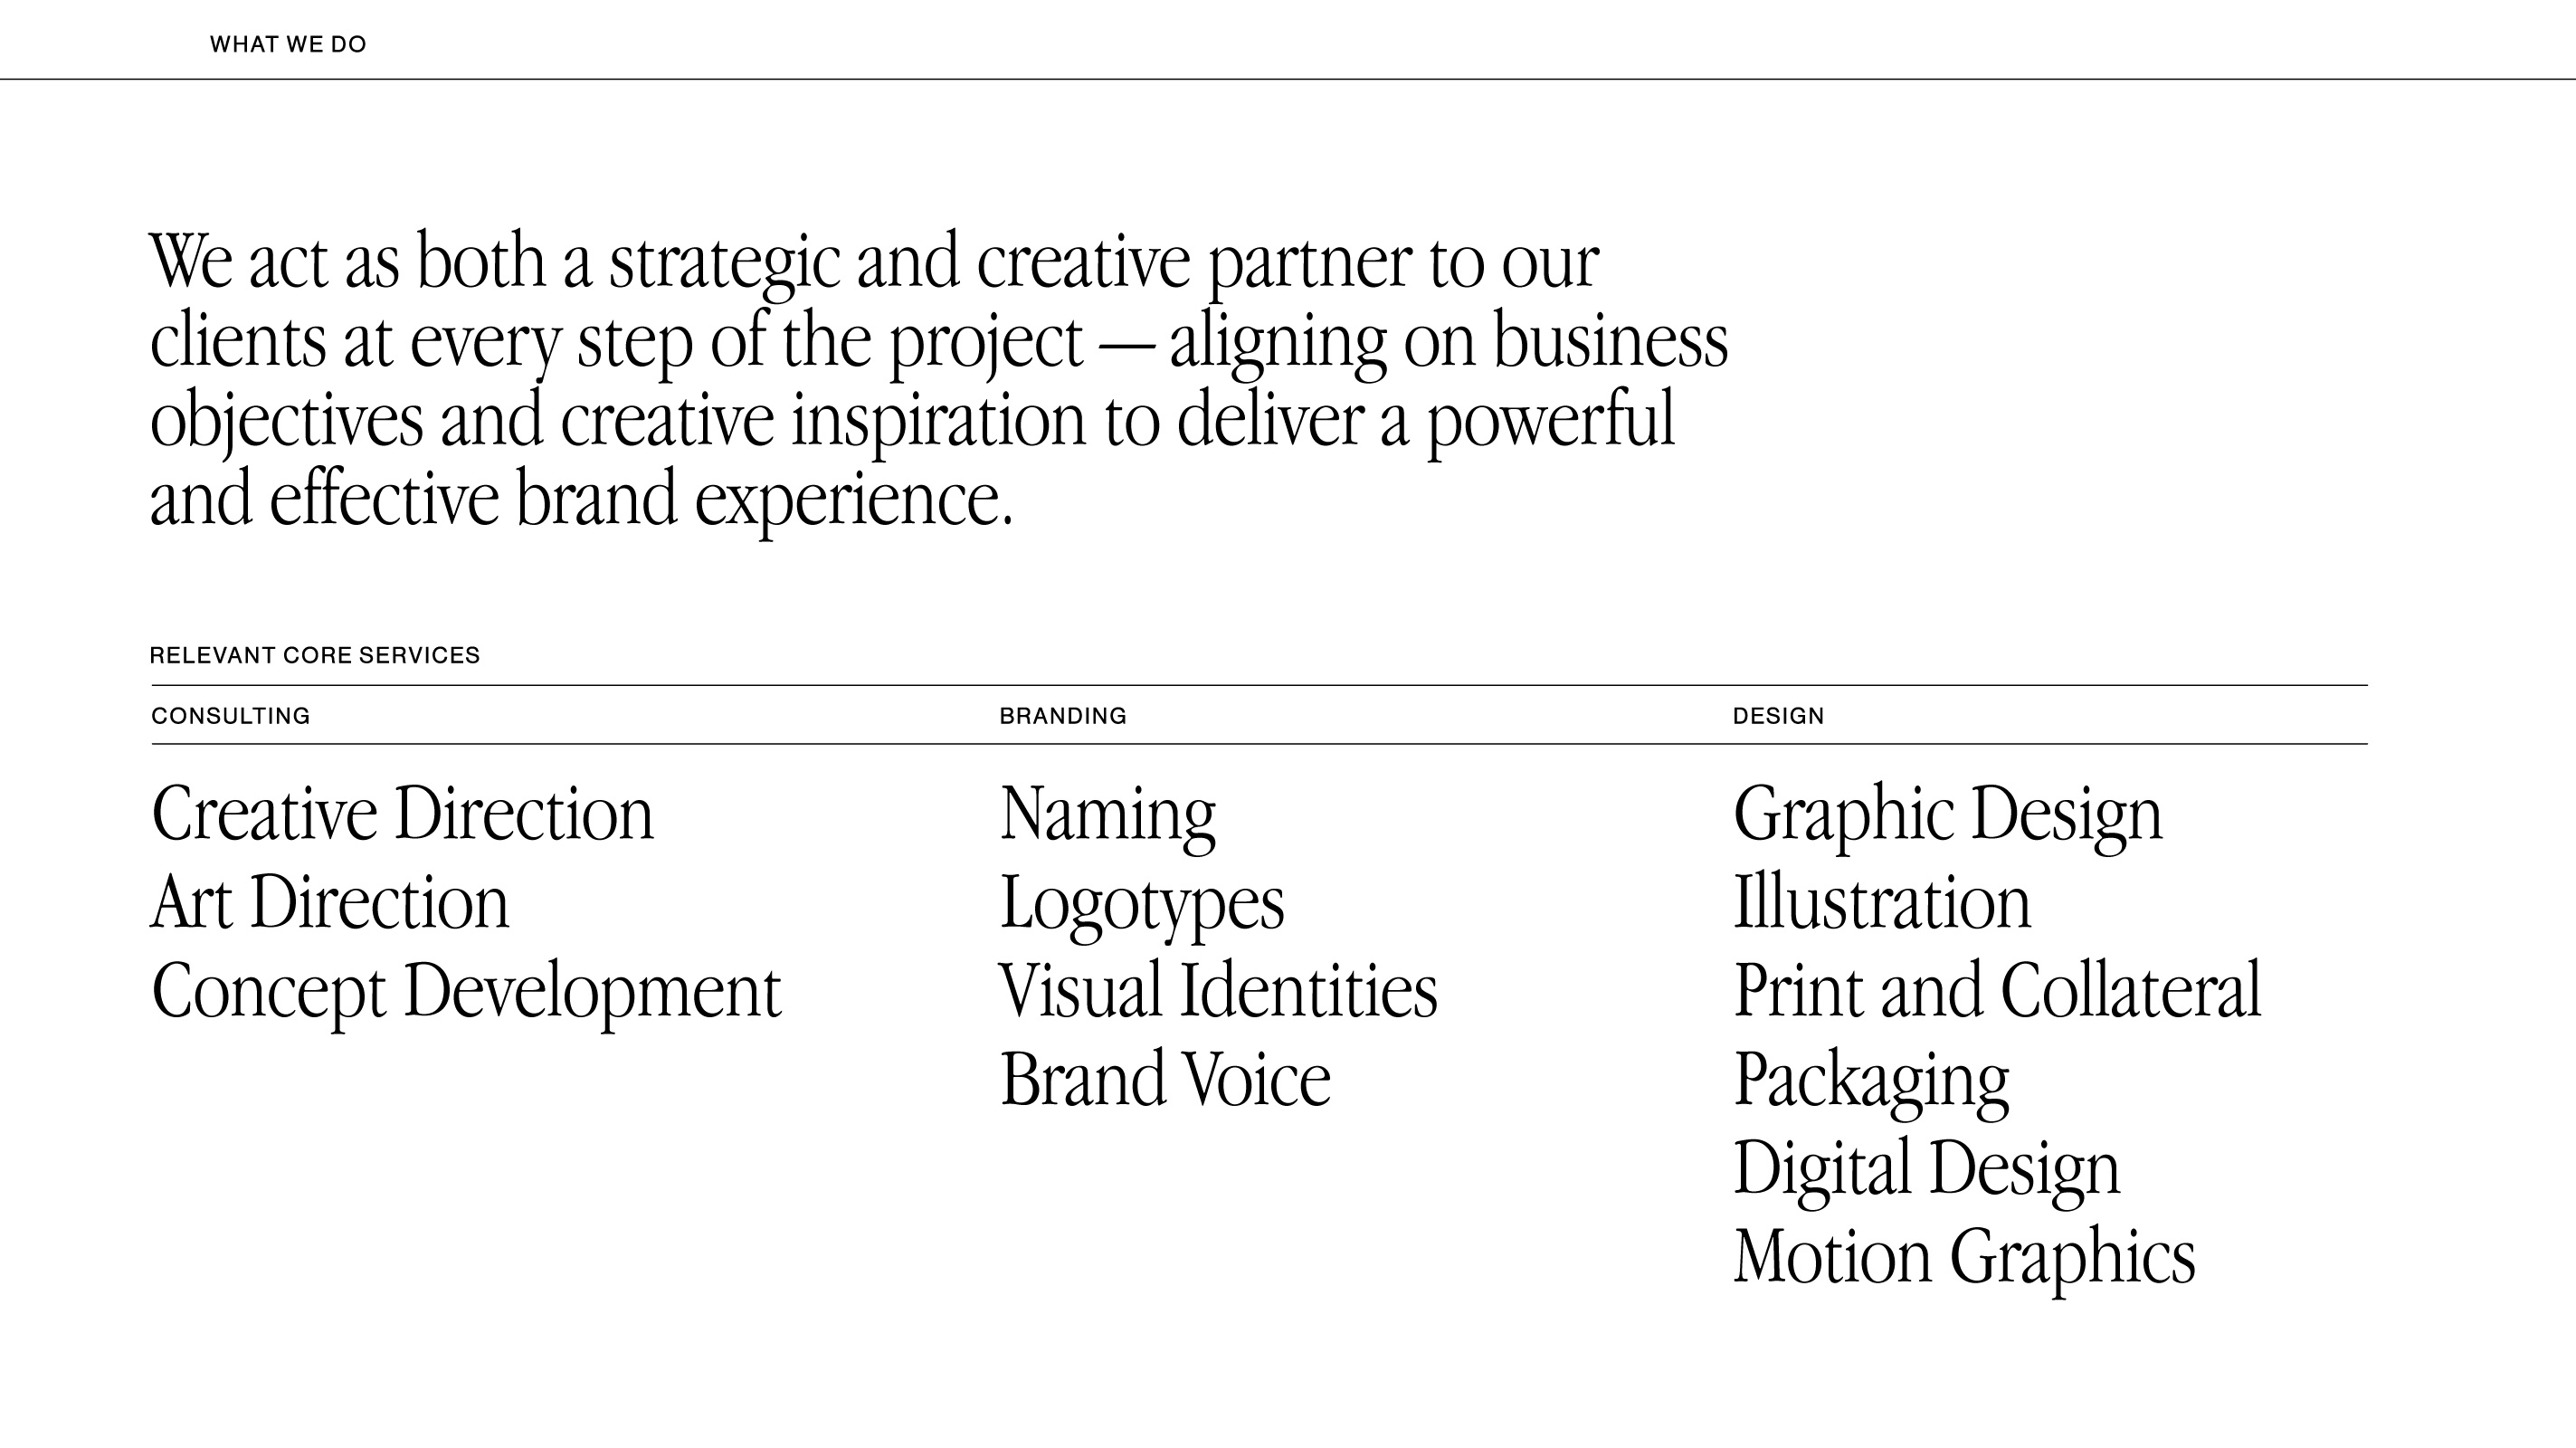 WHAT WE DO
We act as both a strategic and creative partner to our
clients at every step of the project — aligning on business
objectives and creative inspiration to deliver a powerful
and effective brand experience.
RELEVANT CORE SERVICES
CONSULTING
Creative Direction
Art Direction
Concept Development
BRANDING
Naming
Logotypes
Visual Identities
Brand Voice
DESIGN
Graphic Design
Illustration
Print and Collateral
Packaging
Digital Design
Motion Graphics